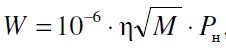 W = 10⁻⁶ · η√M · Pн,